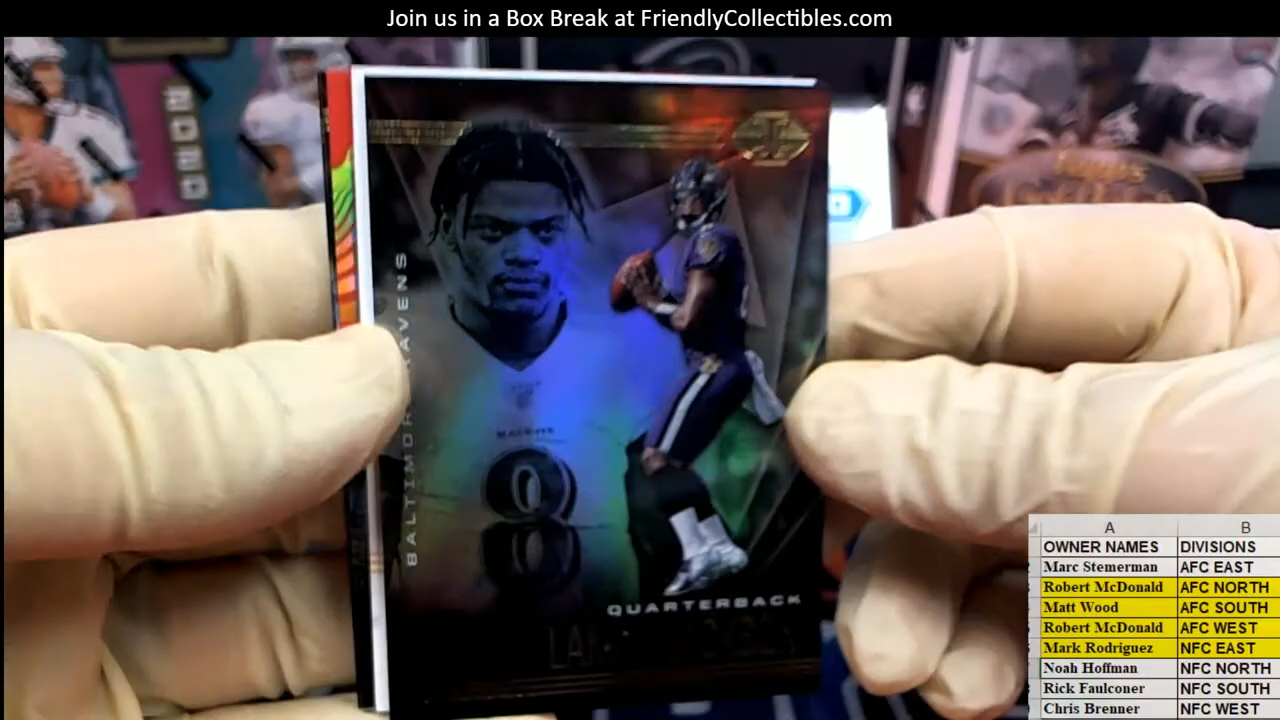 Join us in a Box Break at FriendlyCollectibles.com
2020
BALTIMORE RAVENS
QUARTERBACK
A B
OWNER NAMES DIVISIONS
Marc Stemerman AFC EAST
Robert McDonald AFC NORTH
Matt Wood AFC SOUTH
Robert McDonald AFC WEST
Mark Rodriguez NFC EAST
Noah Hoffman NFC NORTH
Rick Faulconer NFC SOUTH
Chris Brenner NFC WEST